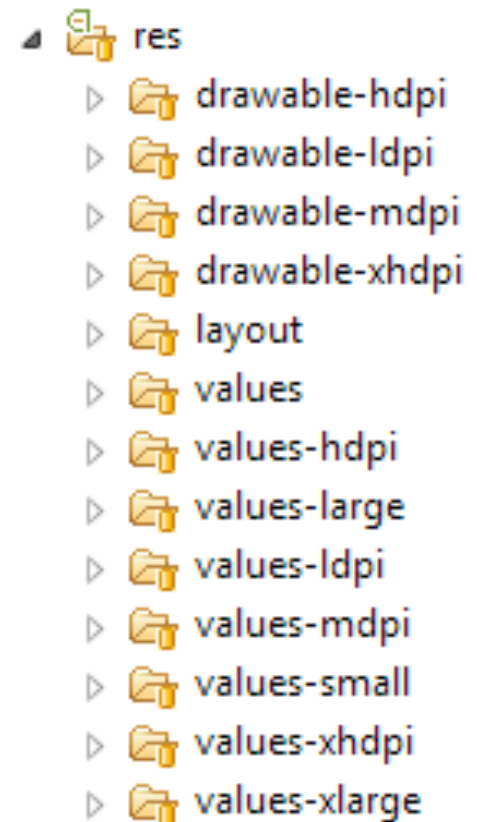 res
drawable-hdpi
drawable-ldpi
drawable-mdpi
drawable-xhdpi
layout
values
values-hdpi
values-large
values-ldpi
values-mdpi
values-small
values-xhdpi
values-xlarge